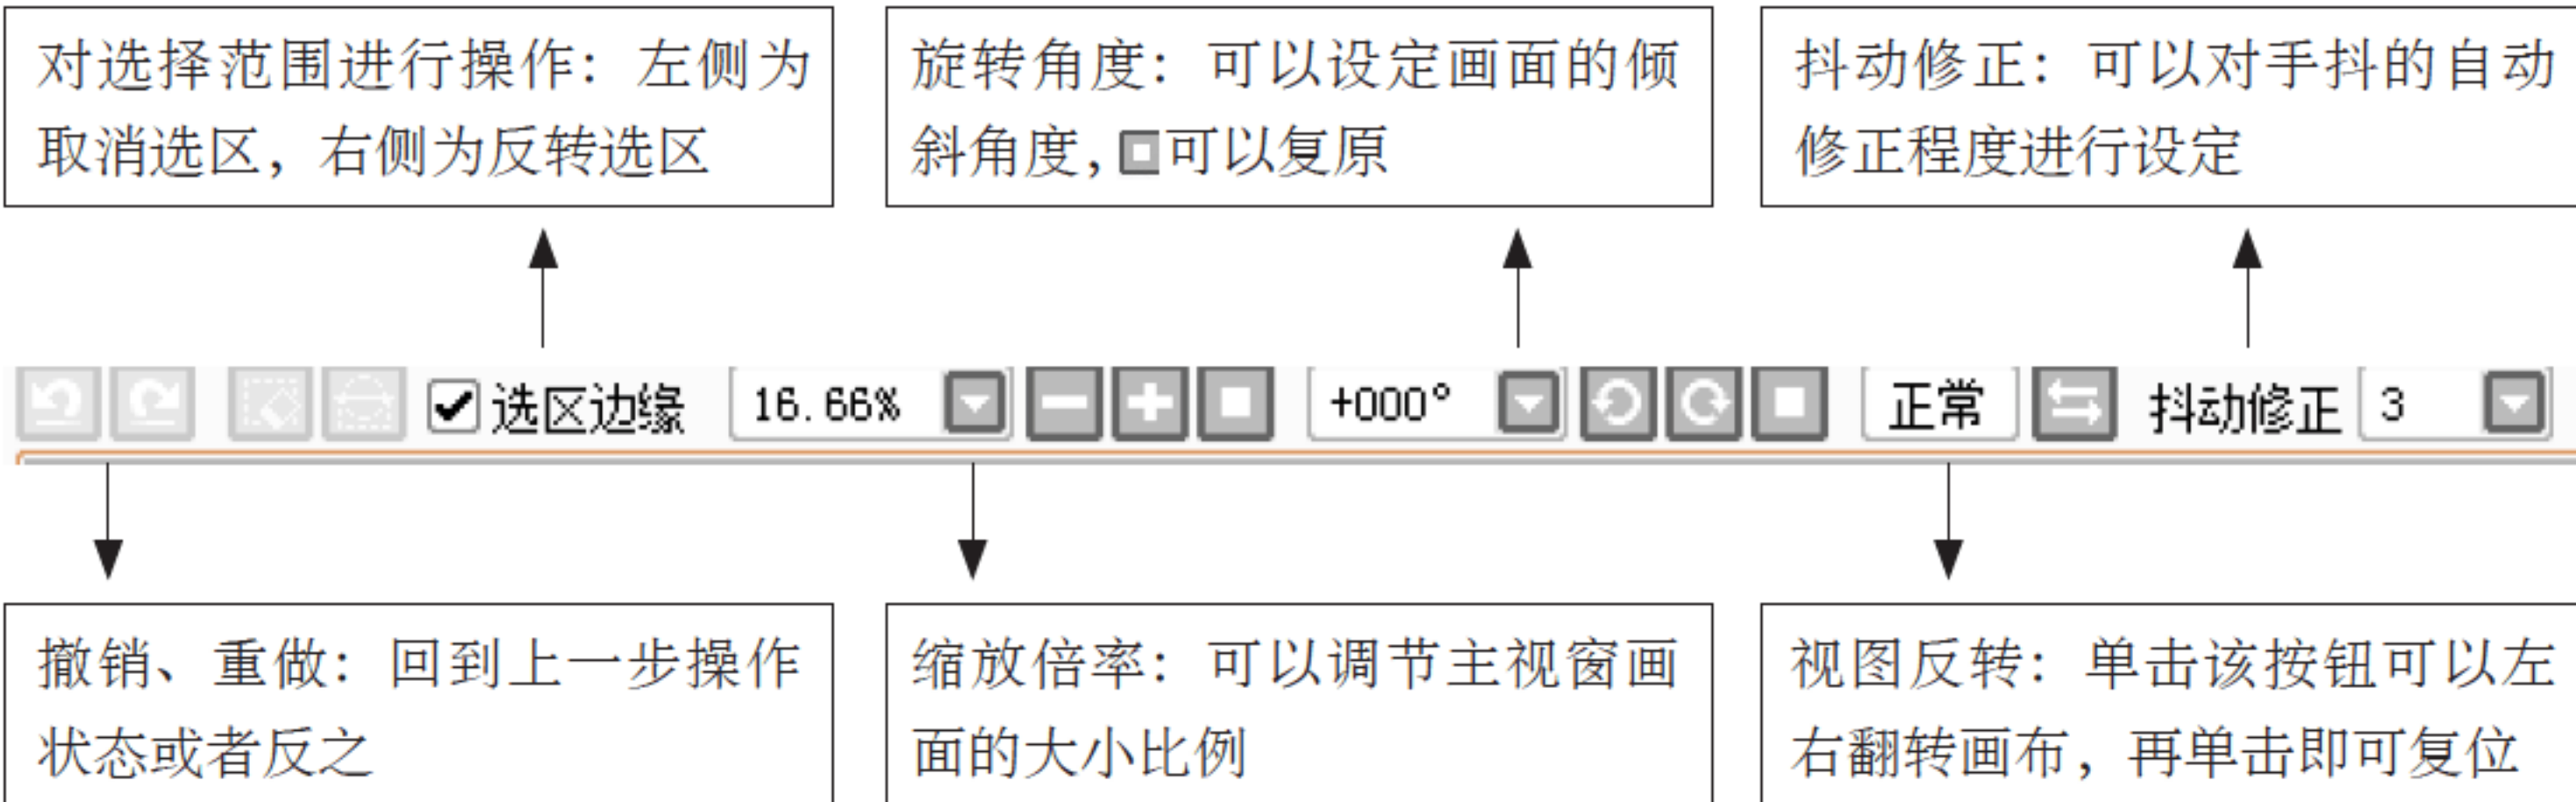 对选择范围进行操作：左侧为
取消选区，右侧为反转选区
旋转角度：可以设定画面的倾
斜角度，可以复原
抖动修正：可以对手抖的自动
修正程度进行设定
选区边缘 16.66% +000° 正常 抖动修正 3
撤销、重做：回到上一步操作
状态或者反之
缩放倍率：可以调节主视窗画
面的大小比例
视图反转：单击该按钮可以左
右翻转画布，再单击即可复位